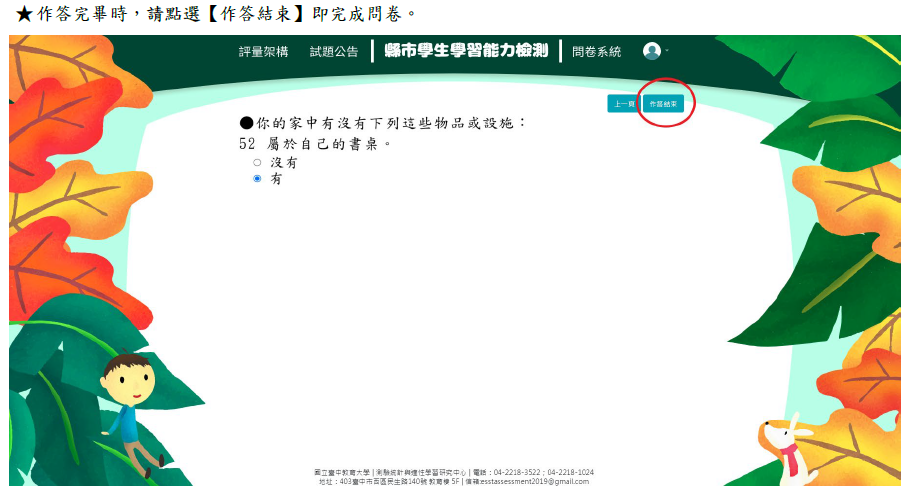 ★作答完畢時，請點選【作答結束】即完成問卷。
評量架構 試題公告 縣市學生學習能力檢測 問卷系統
上一頁 作答結束
●你的家中有沒有下列這些物品或設施：
52 屬於自己的書桌。
沒有
有
國立臺中教育大學 | 測驗統計與適性學習研究中心 | 電話：04-2218-3522；04-2218-1024
地址：403臺中市西區民生路140號 教育樓 5F | 信箱:esstassessment2019@gmail.com